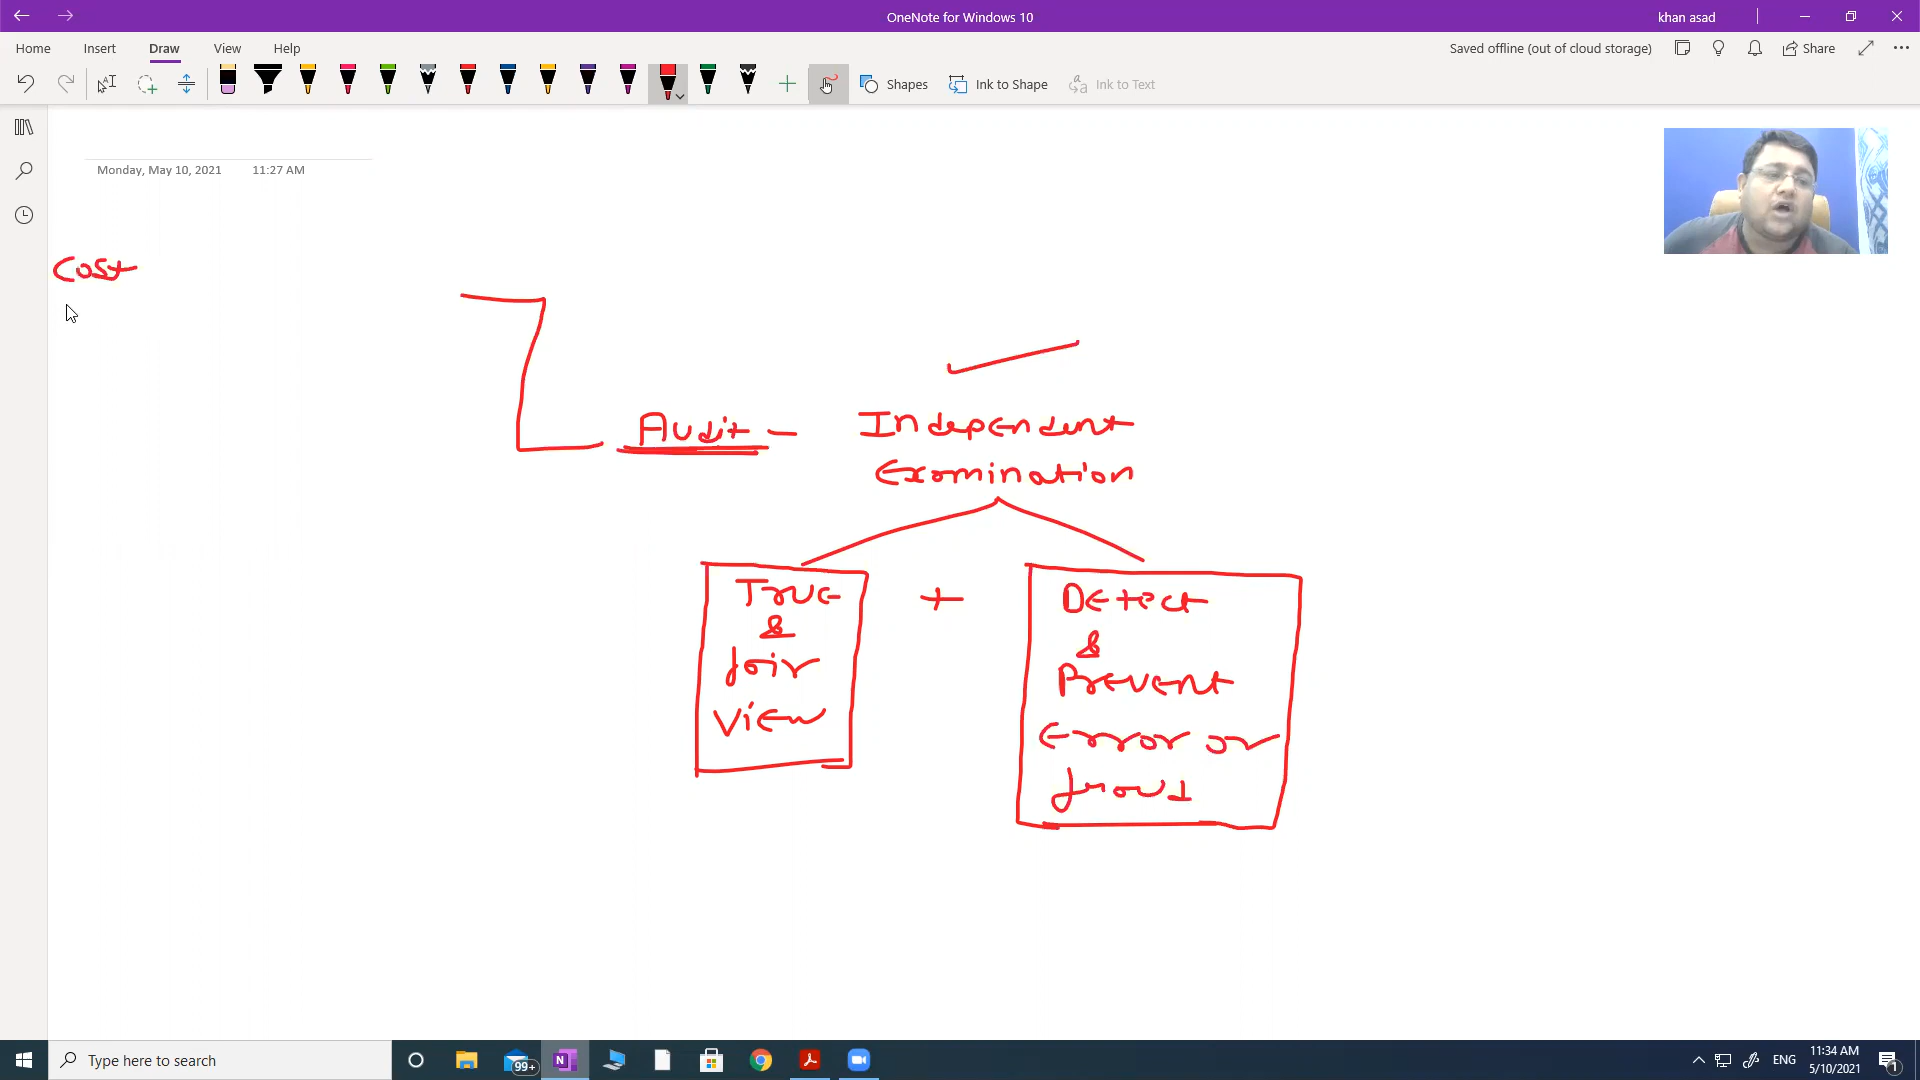 OneNote for Windows 10
khan asad
Home Insert Draw View Help
Saved offline (out of cloud storage)
Share
Shapes
Ink to Shape
Ink to Text
Monday, May 10, 2021 11:27 AM
Cost
Audit - Independent
Examination
True
&
fair
view
+
Detect
&
Prevent
Error or
fraud
Type here to search
99+
N
ENG
11:34 AM
5/10/2021
1